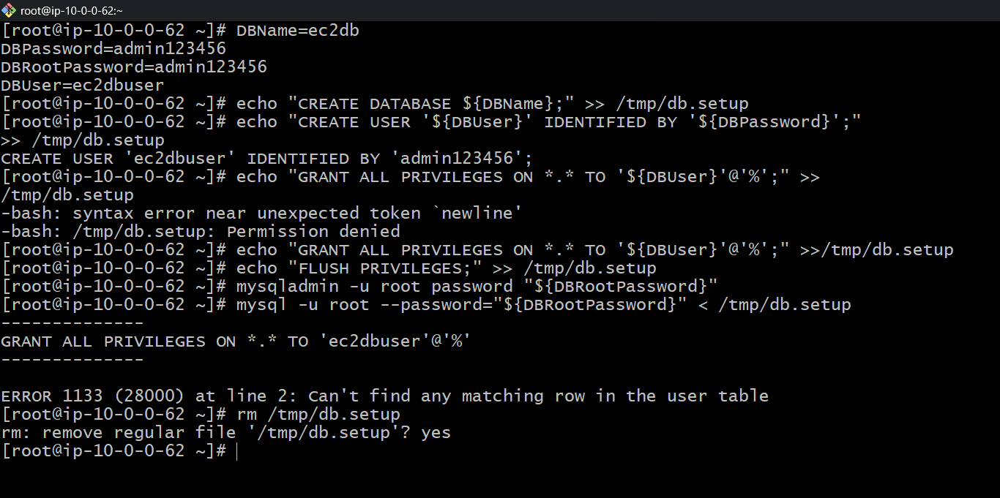 root@ip-10-0-0-62:~
[root@ip-10-0-0-62 ~]# DBName=ec2db
DBPassword=admin123456
DBRootPassword=admin123456
DBUser=ec2dbuser
[root@ip-10-0-0-62 ~]# echo "CREATE DATABASE ${DBName};" >> /tmp/db.setup
[root@ip-10-0-0-62 ~]# echo "CREATE USER '${DBUser}' IDENTIFIED BY '${DBPassword}';"
>> /tmp/db.setup
CREATE USER 'ec2dbuser' IDENTIFIED BY 'admin123456';
[root@ip-10-0-0-62 ~]# echo "GRANT ALL PRIVILEGES ON *.* TO '${DBUser}'@'%';" >>
/tmp/db.setup
-bash: syntax error near unexpected token `newline'
-bash: /tmp/db.setup: Permission denied
[root@ip-10-0-0-62 ~]# echo "GRANT ALL PRIVILEGES ON *.* TO '${DBUser}'@'%';" >>/tmp/db.setup
[root@ip-10-0-0-62 ~]# echo "FLUSH PRIVILEGES;" >> /tmp/db.setup
[root@ip-10-0-0-62 ~]# mysqladmin -u root password "${DBRootPassword}"
[root@ip-10-0-0-62 ~]# mysql -u root --password="${DBRootPassword}" < /tmp/db.setup
--------------
GRANT ALL PRIVILEGES ON *.* TO 'ec2dbuser'@'%'
--------------
ERROR 1133 (28000) at line 2: Can't find any matching row in the user table
[root@ip-10-0-0-62 ~]# rm /tmp/db.setup
rm: remove regular file '/tmp/db.setup'? yes
[root@ip-10-0-0-62 ~]#